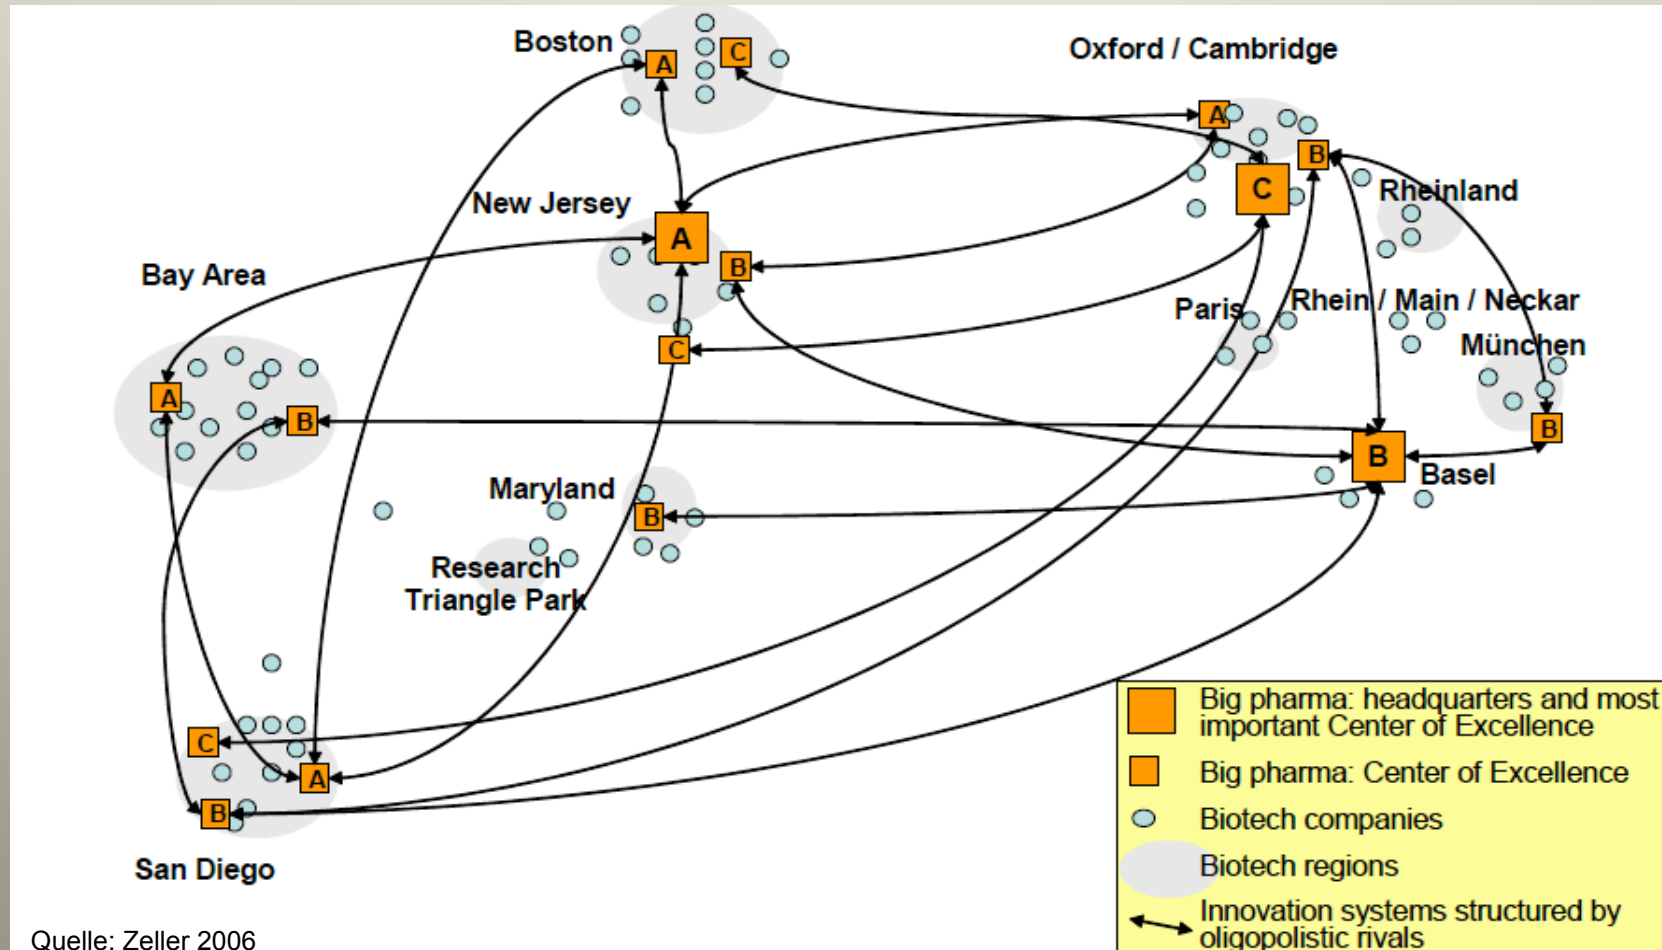 Boston
A
C
Oxford / Cambridge
A
B
C
Rheinland
New Jersey
A
B
C
Bay Area
A
B
Paris
Rhein / Main / Neckar
München
B
B
Basel
Maryland
B
Research
Triangle Park
C
A
B
San Diego
Big pharma: headquarters and most
important Center of Excellence
Big pharma: Center of Excellence
Biotech companies
Biotech regions
Innovation systems structured by
oligopolistic rivals
Quelle: Zeller 2006